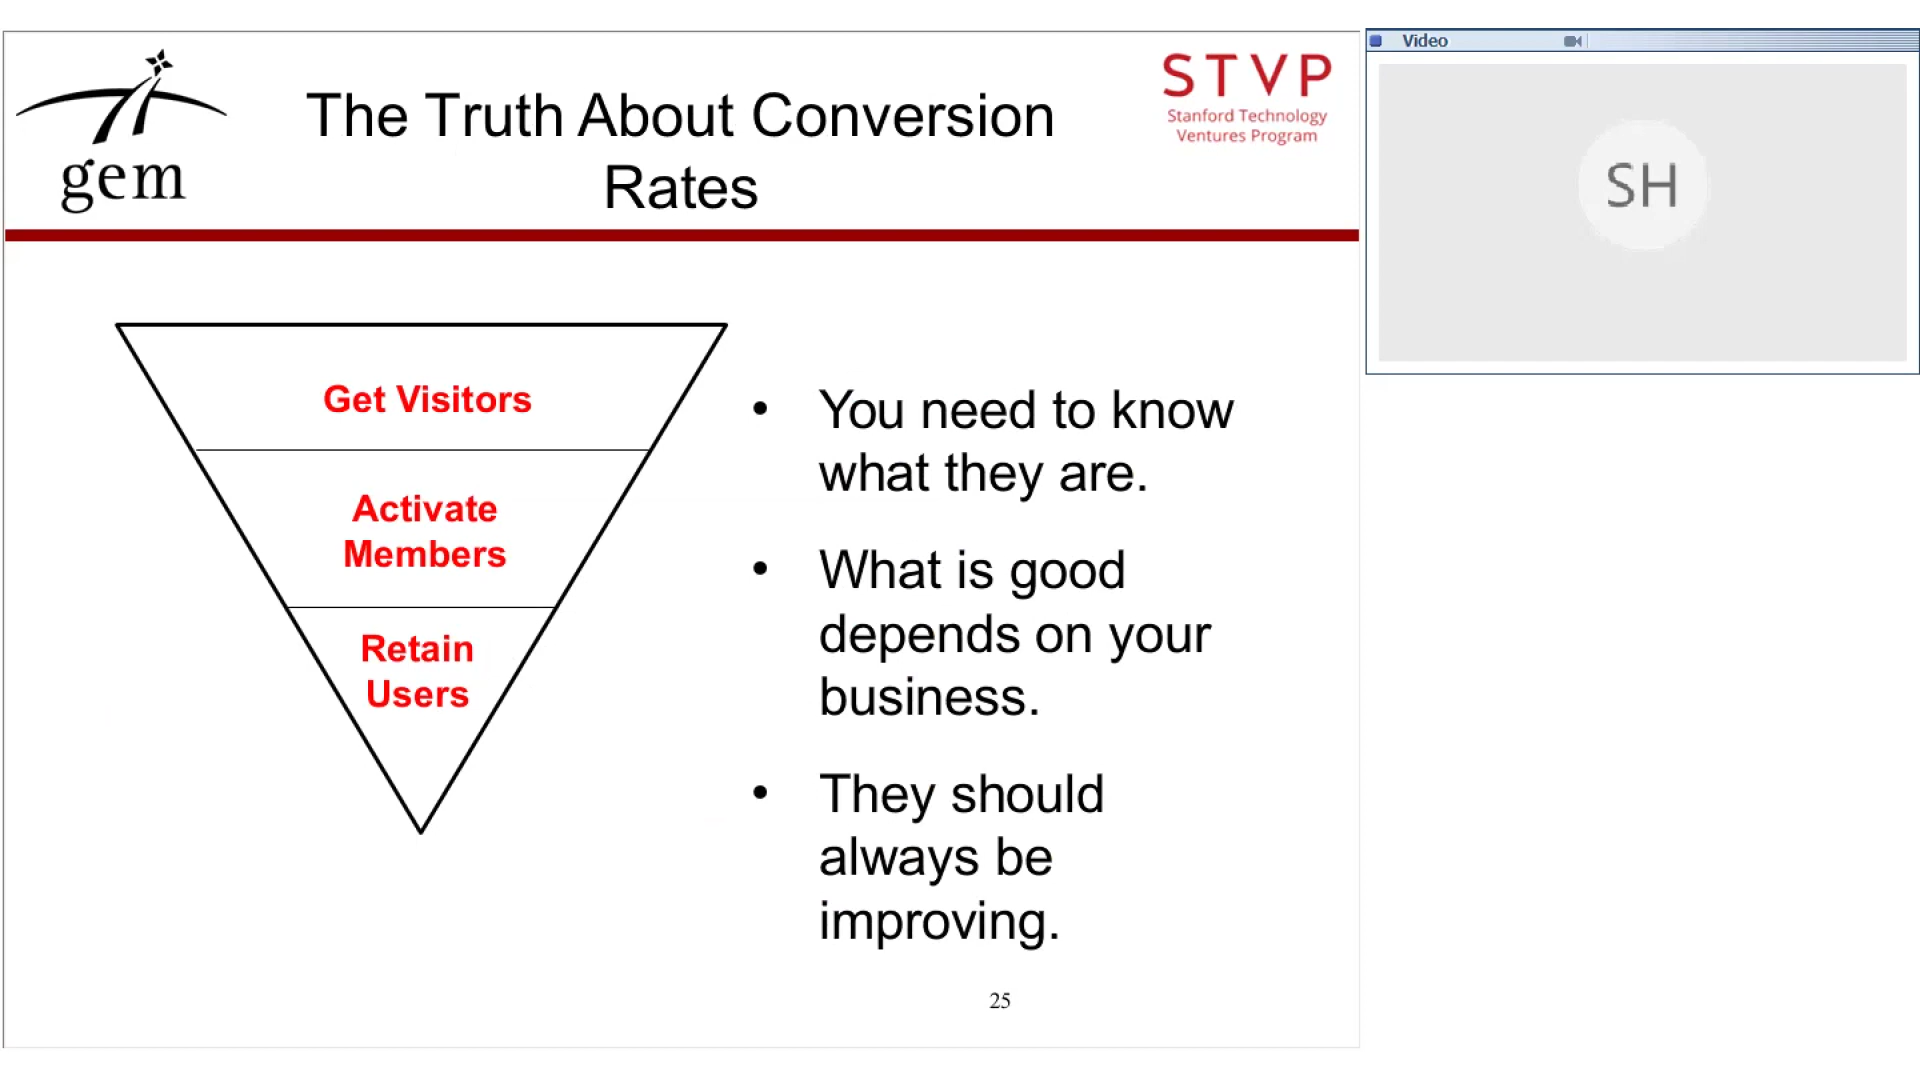 gem
The Truth About Conversion
Rates
STVP
Stanford Technology
Ventures Program
Get Visitors
Activate
Members
Retain
Users
• You need to know
what they are.
• What is good
depends on your
business.
• They should
always be
improving.
25
Video
SH